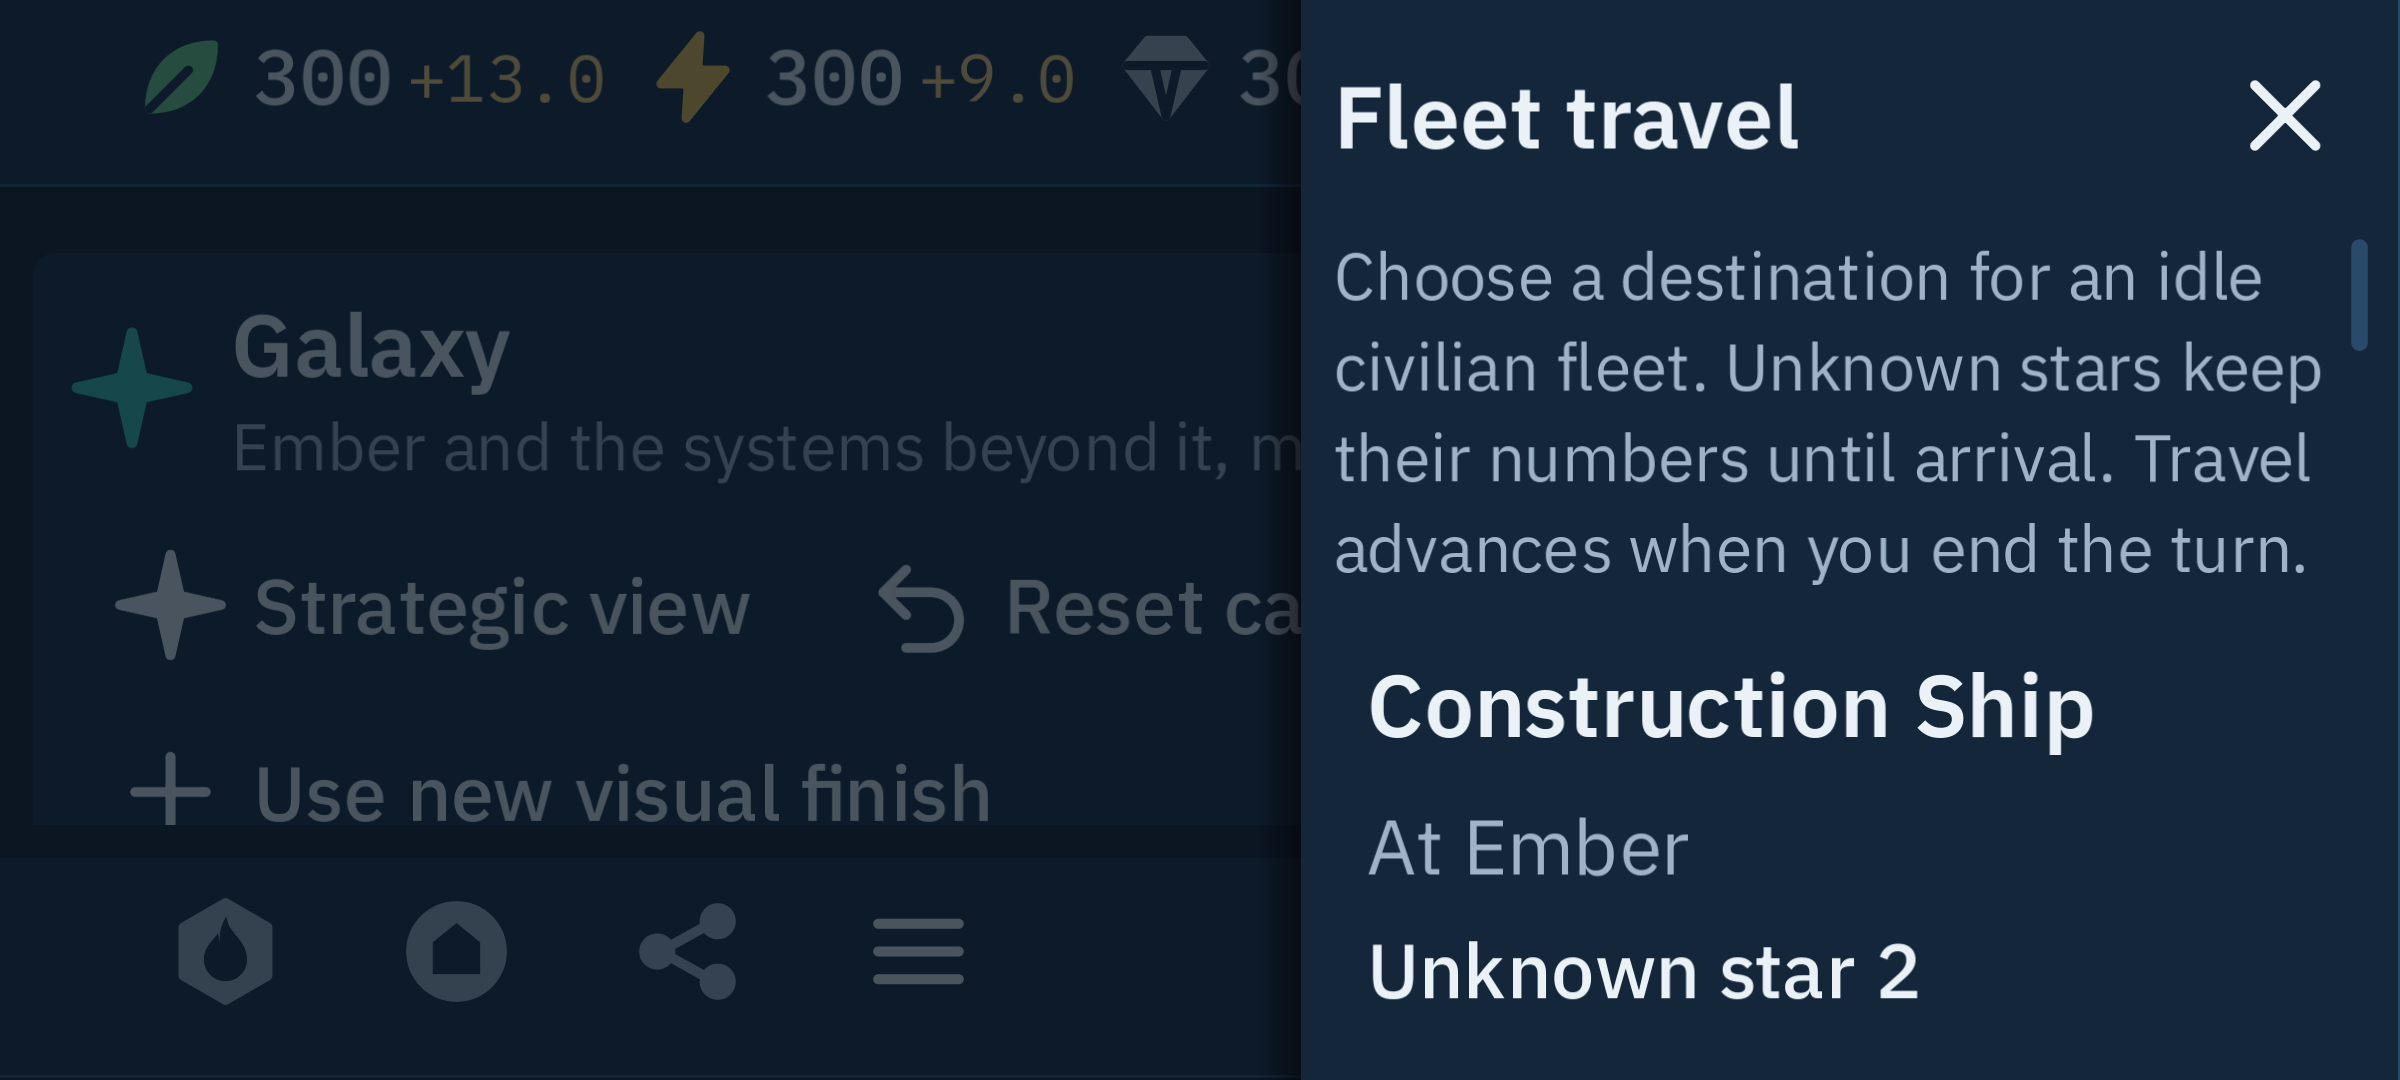 300 +13.0 300 +9.0
Galaxy
Ember and the systems beyond it,
Strategic view
Reset
Use new visual finish
Fleet travel
Choose a destination for an idle
civilian fleet. Unknown stars keep
their numbers until arrival. Travel
advances when you end the turn.
Construction Ship
At Ember
Unknown star 2